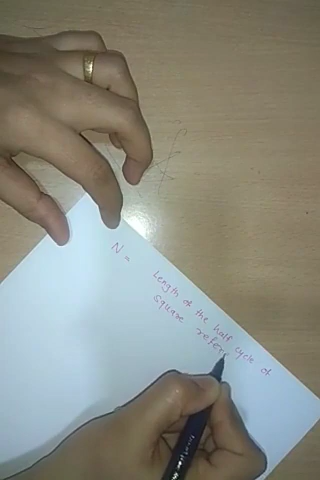 N =
Length of the half cycle of
square refer